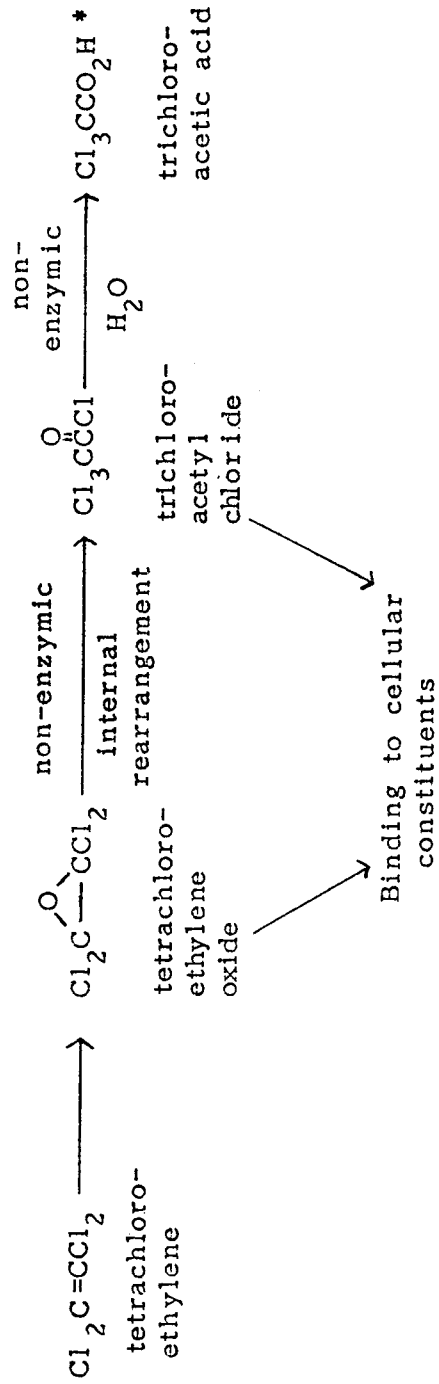 Cl2C=CCl2
tetrachloro-
ethylene
O
Cl2C—CCl2
tetrachloro-
ethylene
oxide
non-enzymic
internal
rearrangement
O
Cl3CCCl
trichloro-
acetyl
chloride
non-
enzymic
H2O
Cl3CCO2H *
trichloro-
acetic acid
Binding to cellular
constituents